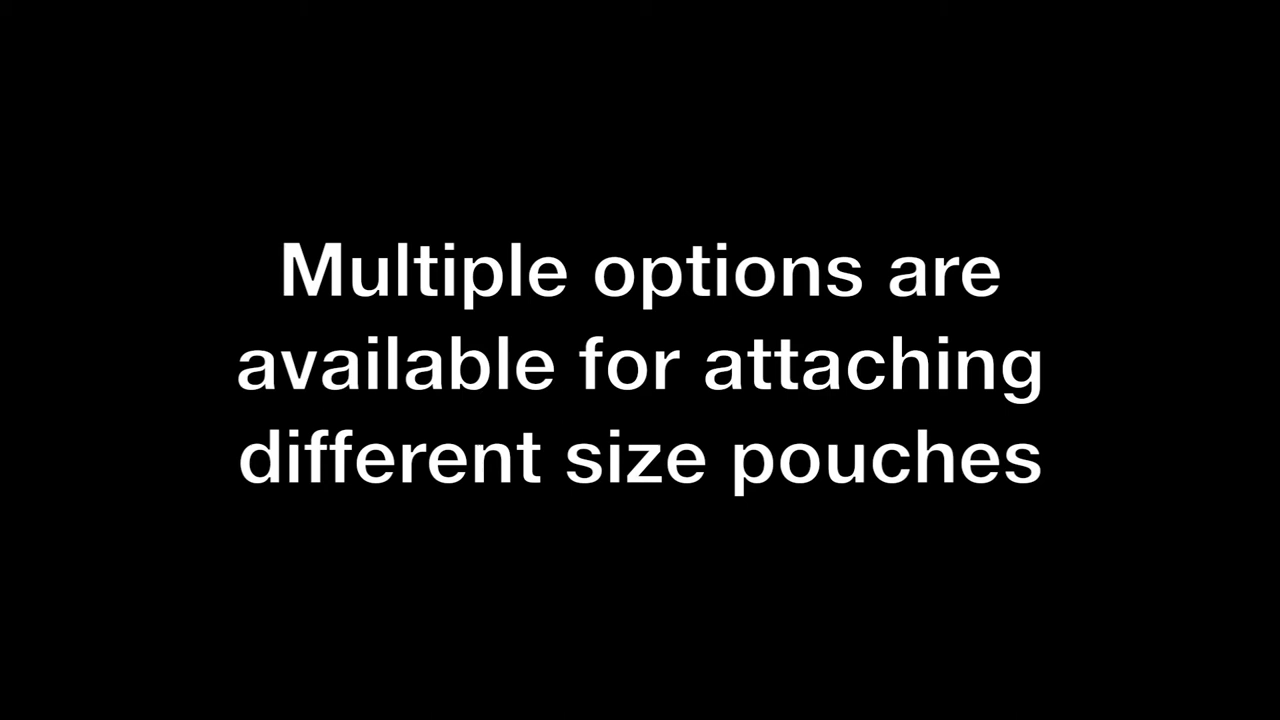 Multiple options are
available for attaching
different size pouches